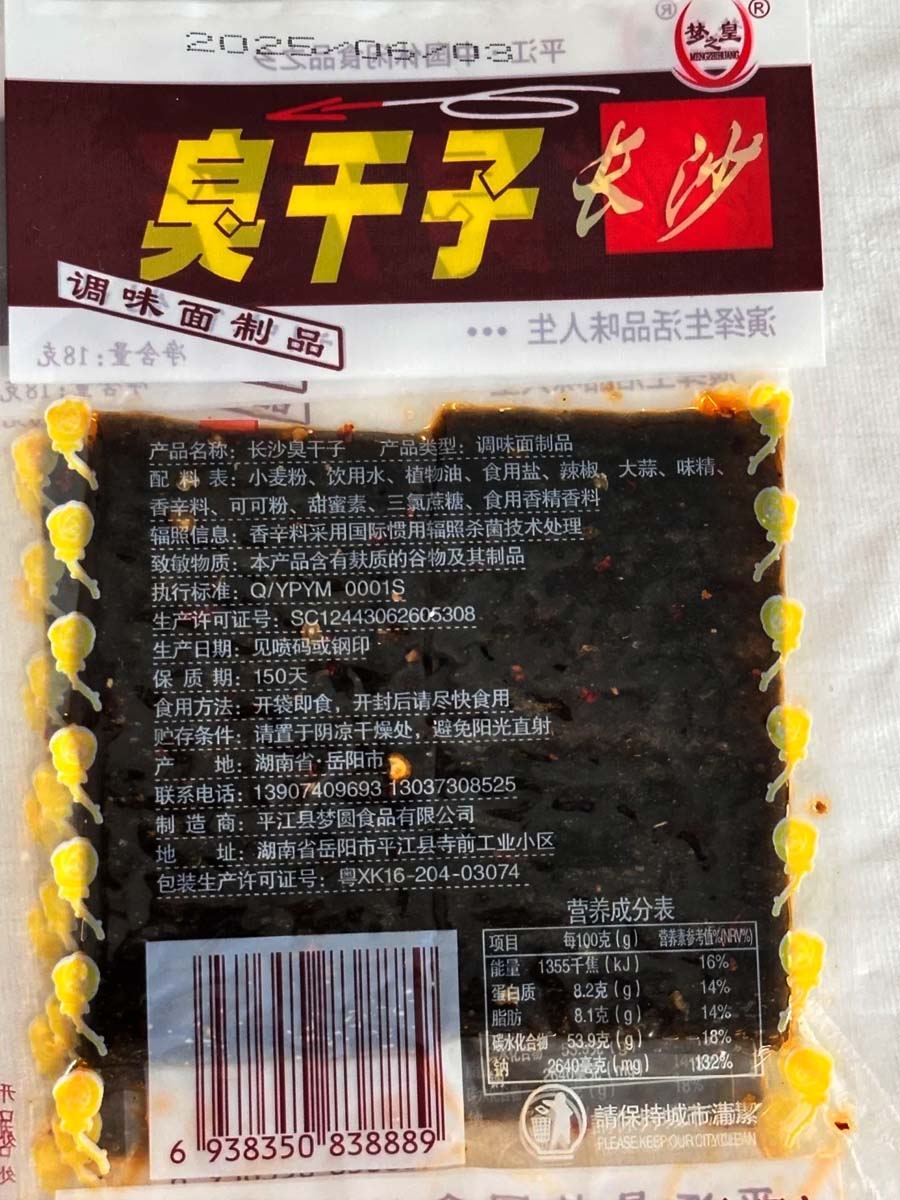 2025 06 03
平江 中国休闲食品之乡
梦之皇
MENGZHIHUANG
臭干子 长沙
调味面制品
演绎生活品味人生 •••
净含量:18克
产品名称：长沙臭干子 产品类型：调味面制品
配 料 表：小麦粉、饮用水、植物油、食用盐、辣椒、大蒜、味精、
香辛料、可可粉、甜蜜素、三氯蔗糖、食用香精香料
辐照信息：香辛料采用国际惯用辐照杀菌技术处理
致敏物质：本产品含有麸质的谷物及其制品
执行标准：Q/YPYM 0001S
生产许可证号：SC12443062605308
生产日期：见喷码或钢印
保 质 期：150天
食用方法：开袋即食，开封后请尽快食用
贮存条件：请置于阴凉干燥处，避免阳光直射
产 地：湖南省·岳阳市
联系电话：13907409693 13037308525
制 造 商：平江县梦圆食品有限公司
地 址：湖南省岳阳市平江县寺前工业小区
包装生产许可证号：粤XK16-204-03074
营养成分表
项目 每100克(g) 营养素参考值%(NRV%)
能量 1355千焦(kJ) 16%
蛋白质 8.2克(g) 14%
脂肪 8.1克(g) 14%
碳水化合物 53.9克(g) 18%
钠 2640毫克(mg) 132%
6 938350 838889
請保持城市清潔
PLEASE KEEP OUR CITY CLEAN